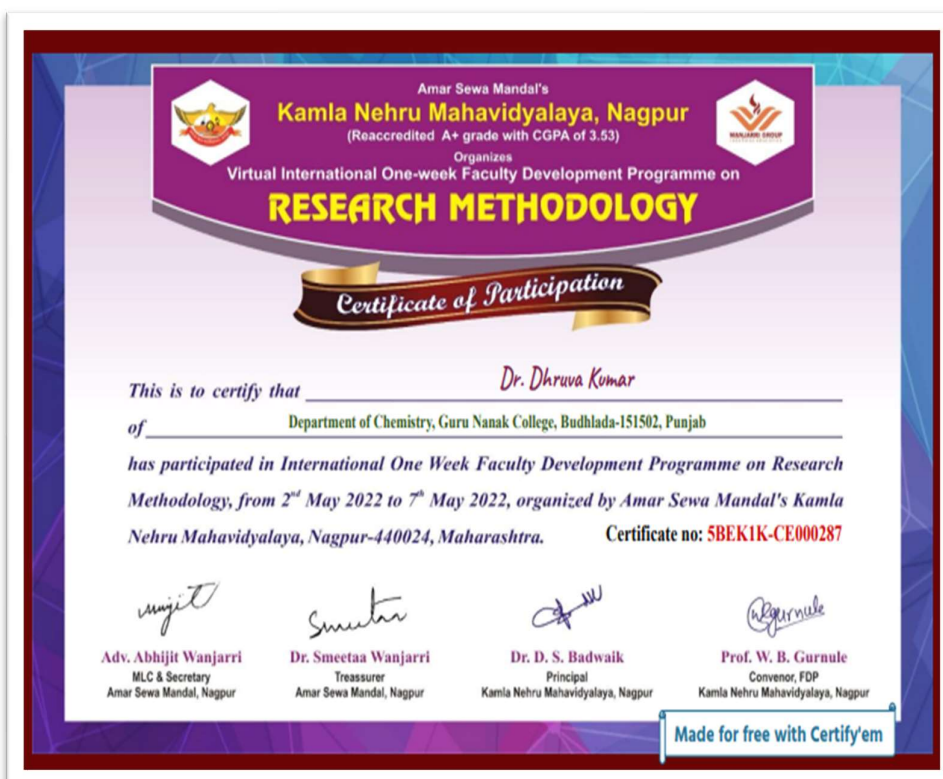 Amar Sewa Mandal's
Kamla Nehru Mahavidyalaya, Nagpur
(Reaccredited A+ grade with CGPA of 3.53)
Organizes
Virtual International One-week Faculty Development Programme on
RESEARCH METHODOLOGY
WANJARRI GROUP
Certificate of Participation
This is to certify that Dr. Dhruva Kumar
of Department of Chemistry, Guru Nanak College, Budhlada-151502, Punjab
has participated in International One Week Faculty Development Programme on Research
Methodology, from 2nd May 2022 to 7th May 2022, organized by Amar Sewa Mandal's Kamla
Nehru Mahavidyalaya, Nagpur-440024, Maharashtra. Certificate no: 5BEK1K-CE000287
Adv. Abhijit Wanjarri
MLC & Secretary
Amar Sewa Mandal, Nagpur
Dr. Smeetaa Wanjarri
Treassurer
Amar Sewa Mandal, Nagpur
Dr. D. S. Badwaik
Principal
Kamla Nehru Mahavidyalaya, Nagpur
Prof. W. B. Gurnule
Convenor, FDP
Kamla Nehru Mahavidyalaya, Nagpur
Made for free with Certify'em